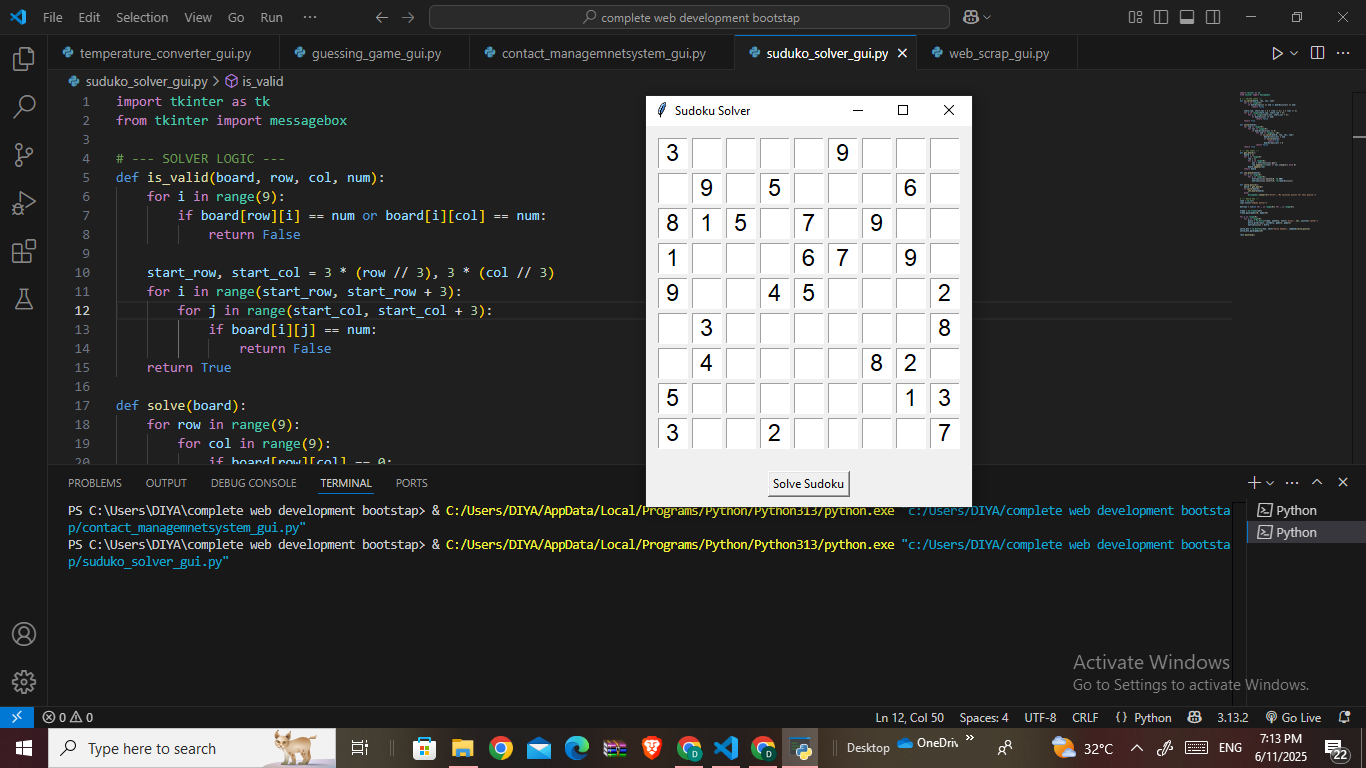 File Edit Selection View Go Run ··· complete web development bootstap
temperature_converter_gui.py guessing_game_gui.py contact_managemnetsystem_gui.py suduko_solver_gui.py web_scrap_gui.py
suduko_solver_gui.py > is_valid
1 import tkinter as tk
2 from tkinter import messagebox
3
4 # --- SOLVER LOGIC ---
5 def is_valid(board, row, col, num):
6 for i in range(9):
7 if board[row][i] == num or board[i][col] == num:
8 return False
9
10 start_row, start_col = 3 * (row // 3), 3 * (col // 3)
11 for i in range(start_row, start_row + 3):
12 for j in range(start_col, start_col + 3):
13 if board[i][j] == num:
14 return False
15 return True
16
17 def solve(board):
18 for row in range(9):
19 for col in range(9):
20 if board[row][col] == 0:
Sudoku Solver
3 9
9 5 6
8 1 5 7 9
1 6 7 9
9 4 5 2
3 8
4 8 2
5 1 3
3 2 7
Solve Sudoku
PROBLEMS OUTPUT DEBUG CONSOLE TERMINAL PORTS
PS C:\Users\DIYA\complete web development bootstap> & C:/Users/DIYA/AppData/Local/Programs/Python/Python313/python.exe "c:/Users/DIYA/complete web development bootsta
p/contact_managemnetsystem_gui.py"
PS C:\Users\DIYA\complete web development bootstap> & C:/Users/DIYA/AppData/Local/Programs/Python/Python313/python.exe "c:/Users/DIYA/complete web development bootsta
p/suduko_solver_gui.py"
Python
Python
Activate Windows
Go to Settings to activate Windows.
0 0 Ln 12, Col 50 Spaces: 4 UTF-8 CRLF {} Python 3.13.2 Go Live
Type here to search Desktop OneDriv 32°C ENG 7:13 PM
6/11/2025 22